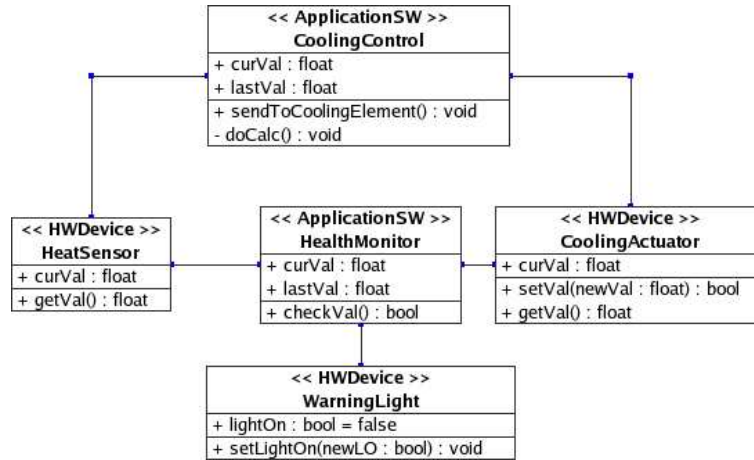 << ApplicationSW >>
CoolingControl
+ curVal : float
+ lastVal : float
+ sendToCoolingElement() : void
- doCalc() : void
<< HWDevice >>
HeatSensor
+ curVal : float
+ getVal() : float
<< ApplicationSW >>
HealthMonitor
+ curVal : float
+ lastVal : float
+ checkVal() : bool
<< HWDevice >>
CoolingActuator
+ curVal : float
+ setVal(newVal : float) : bool
+ getVal() : float
<< HWDevice >>
WarningLight
+ lightOn : bool = false
+ setLightOn(newLO : bool) : void